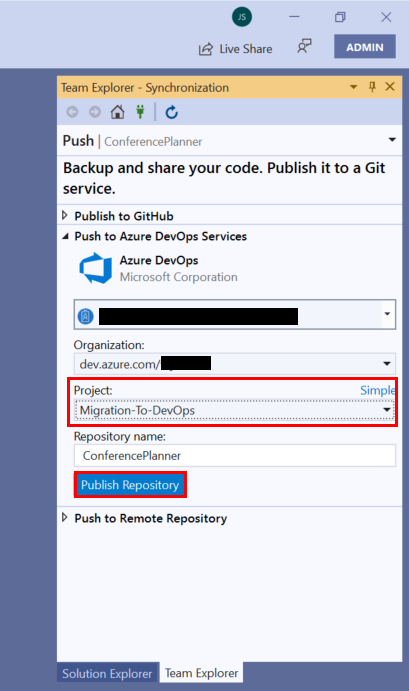 JS
Live Share
ADMIN
Team Explorer - Synchronization
Push | ConferencePlanner
Backup and share your code. Publish it to a Git
service.
Publish to GitHub
Push to Azure DevOps Services
Azure DevOps
Microsoft Corporation
Organization:
dev.azure.com/
Project: Simple
Migration-To-DevOps
Repository name:
ConferencePlanner
Publish Repository
Push to Remote Repository
Solution Explorer Team Explorer